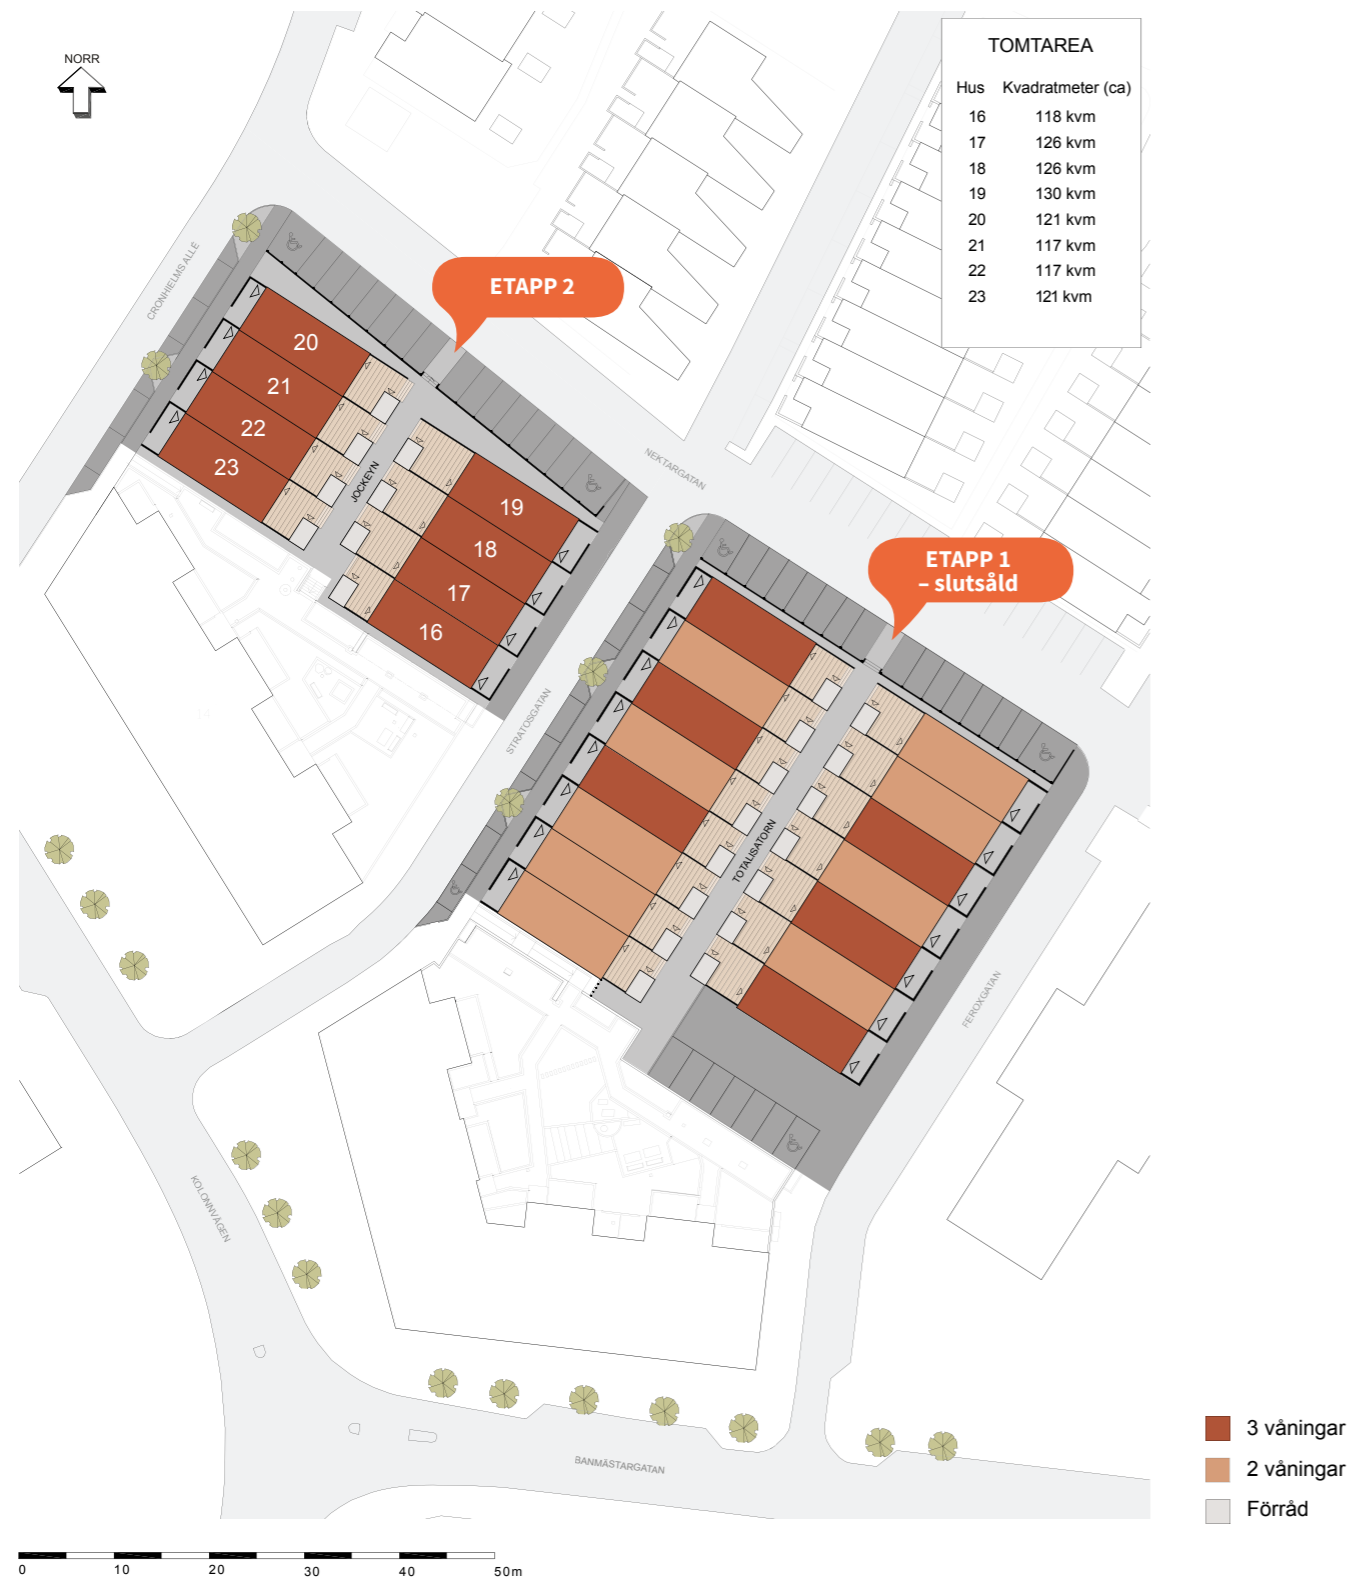 NORR
TOMTAREA
Hus Kvadratmeter (ca)
16 118 kvm
17 126 kvm
18 126 kvm
19 130 kvm
20 121 kvm
21 117 kvm
22 117 kvm
23 121 kvm
CRONHIELMS ALLÉ
ETAPP 2
20
21
22
23
JOCKEYN
19
18
17
16
NEKTARGATAN
ETAPP 1
– slutsåld
STRATOSGATAN
TOTALISATORN
FEROXGATAN
KOLONNVÄGEN
BANMÄSTARGATAN
3 våningar
2 våningar
Förråd
0 10 20 30 40 50m